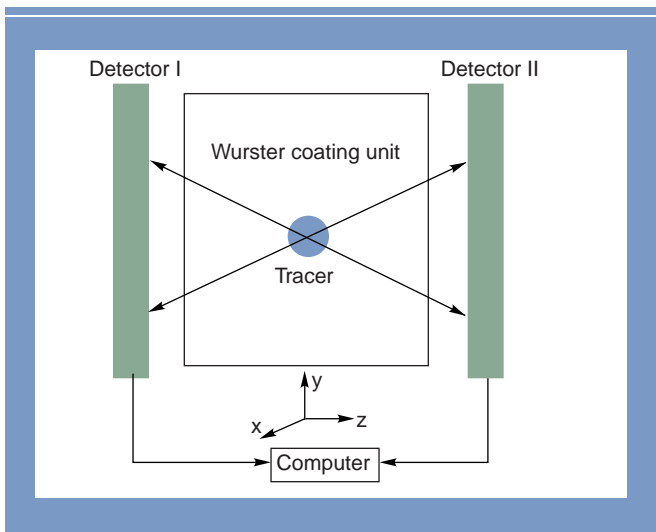 Detector I
Detector II
Wurster coating unit
Tracer
y
x
z
Computer